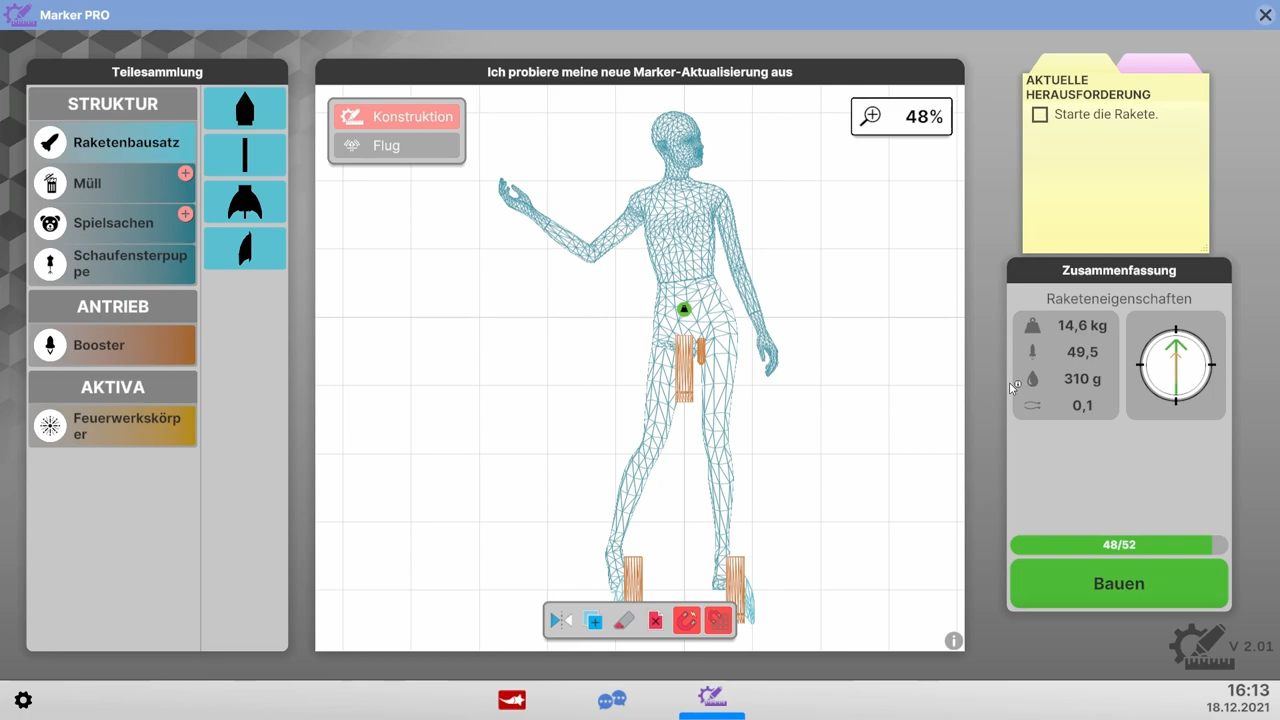 Marker PRO
Teilesammlung
STRUKTUR
Raketenbausatz
Müll
Spielsachen
Schaufensterpup
pe
ANTRIEB
Booster
AKTIVA
Feuerwerkskörp
er
Ich probiere meine neue Marker-Aktualisierung aus
Konstruktion
Flug
48%
AKTUELLE
HERAUSFORDERUNG
Starte die Rakete.
Zusammenfassung
Raketeneigenschaften
14,6 kg
49,5
310 g
0,1
48/52
Bauen
V 2.01
16:13
18.12.2021